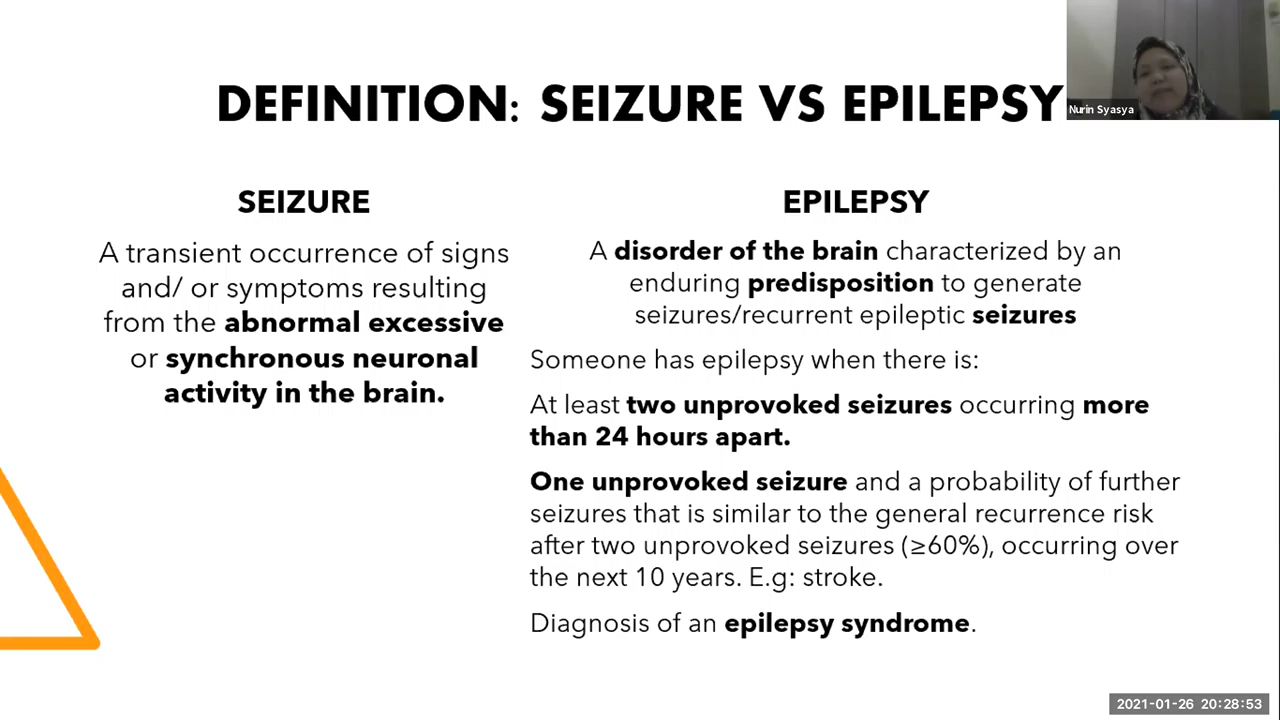 DEFINITION: SEIZURE VS EPILEPSY
Nurin Syasya
SEIZURE
A transient occurrence of signs
and/ or symptoms resulting
from the abnormal excessive
or synchronous neuronal
activity in the brain.
EPILEPSY
A disorder of the brain characterized by an
enduring predisposition to generate
seizures/recurrent epileptic seizures
Someone has epilepsy when there is:
At least two unprovoked seizures occurring more
than 24 hours apart.
One unprovoked seizure and a probability of further
seizures that is similar to the general recurrence risk
after two unprovoked seizures (≥60%), occurring over
the next 10 years. E.g: stroke.
Diagnosis of an epilepsy syndrome.
2021-01-26 20:28:53